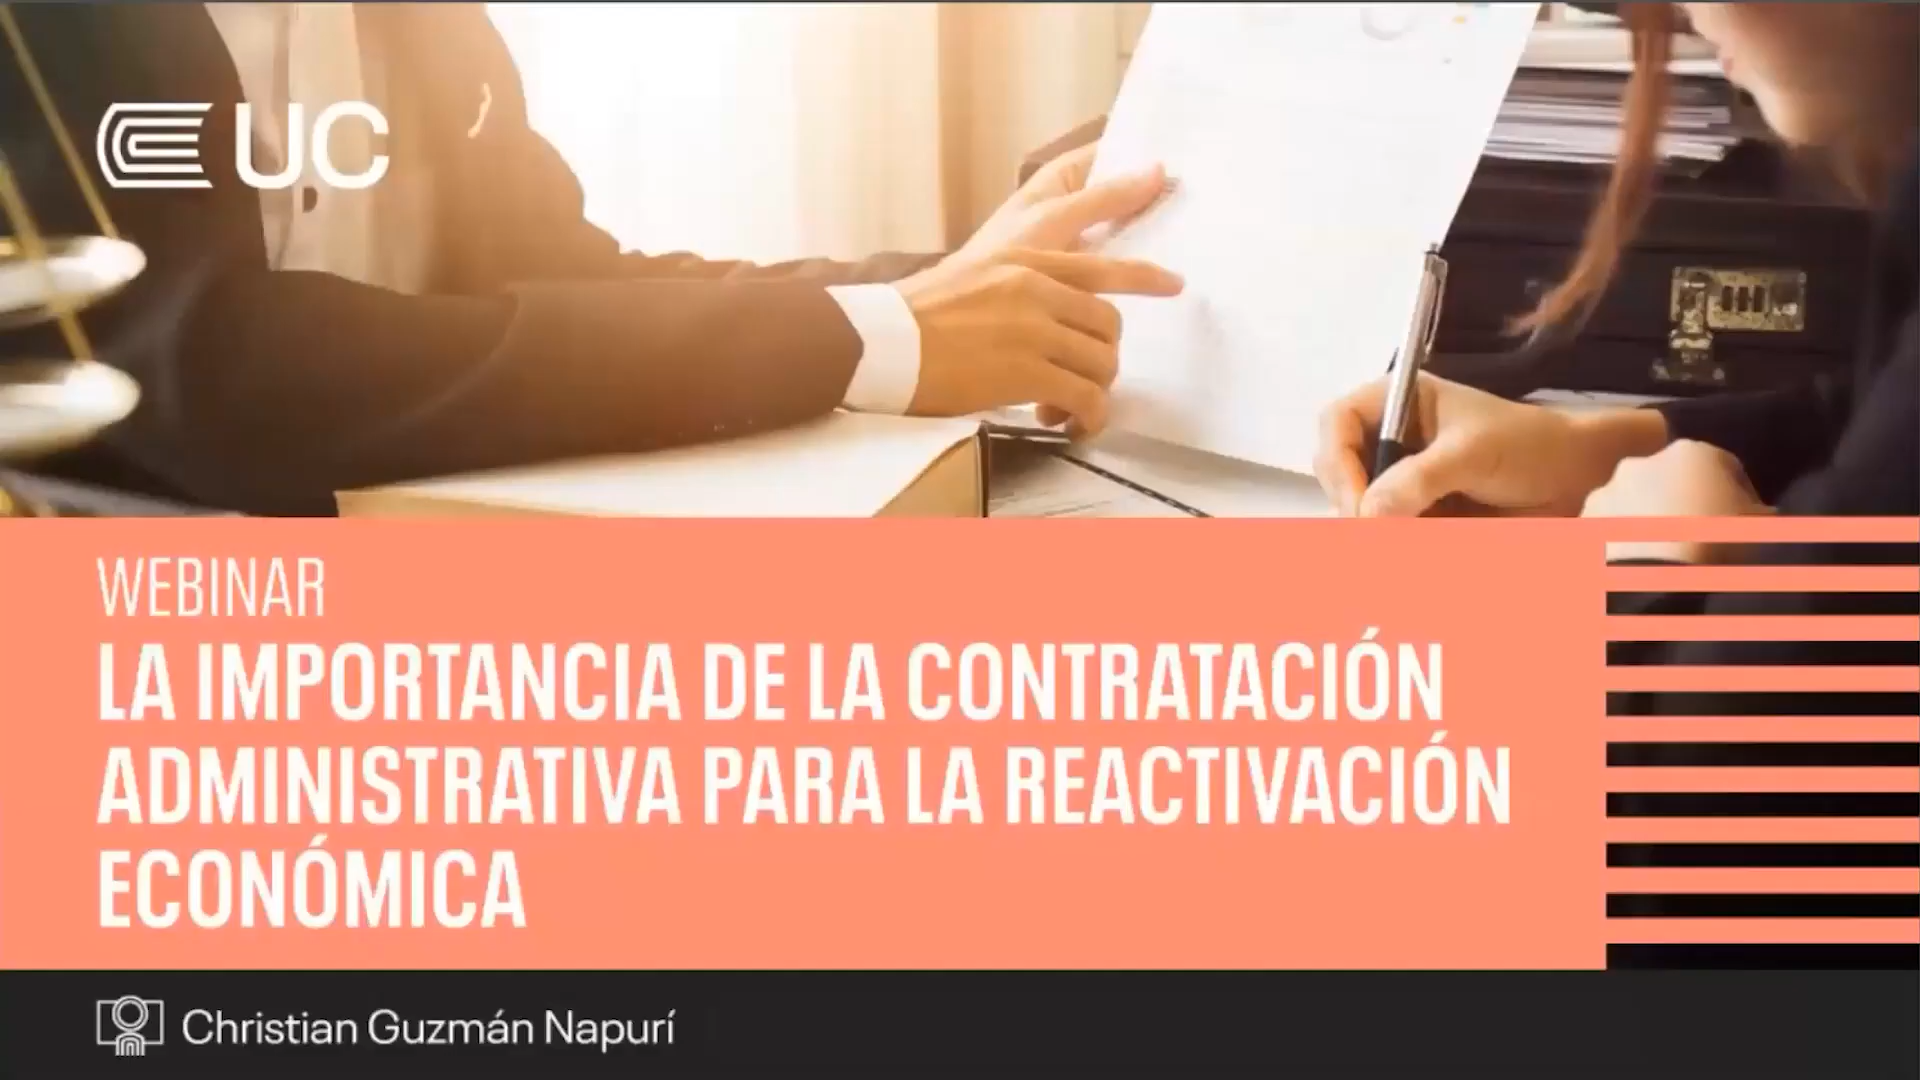 UC
WEBINAR
LA IMPORTANCIA DE LA CONTRATACIÓN
ADMINISTRATIVA PARA LA REACTIVACIÓN
ECONÓMICA
Christian Guzmán Napurí